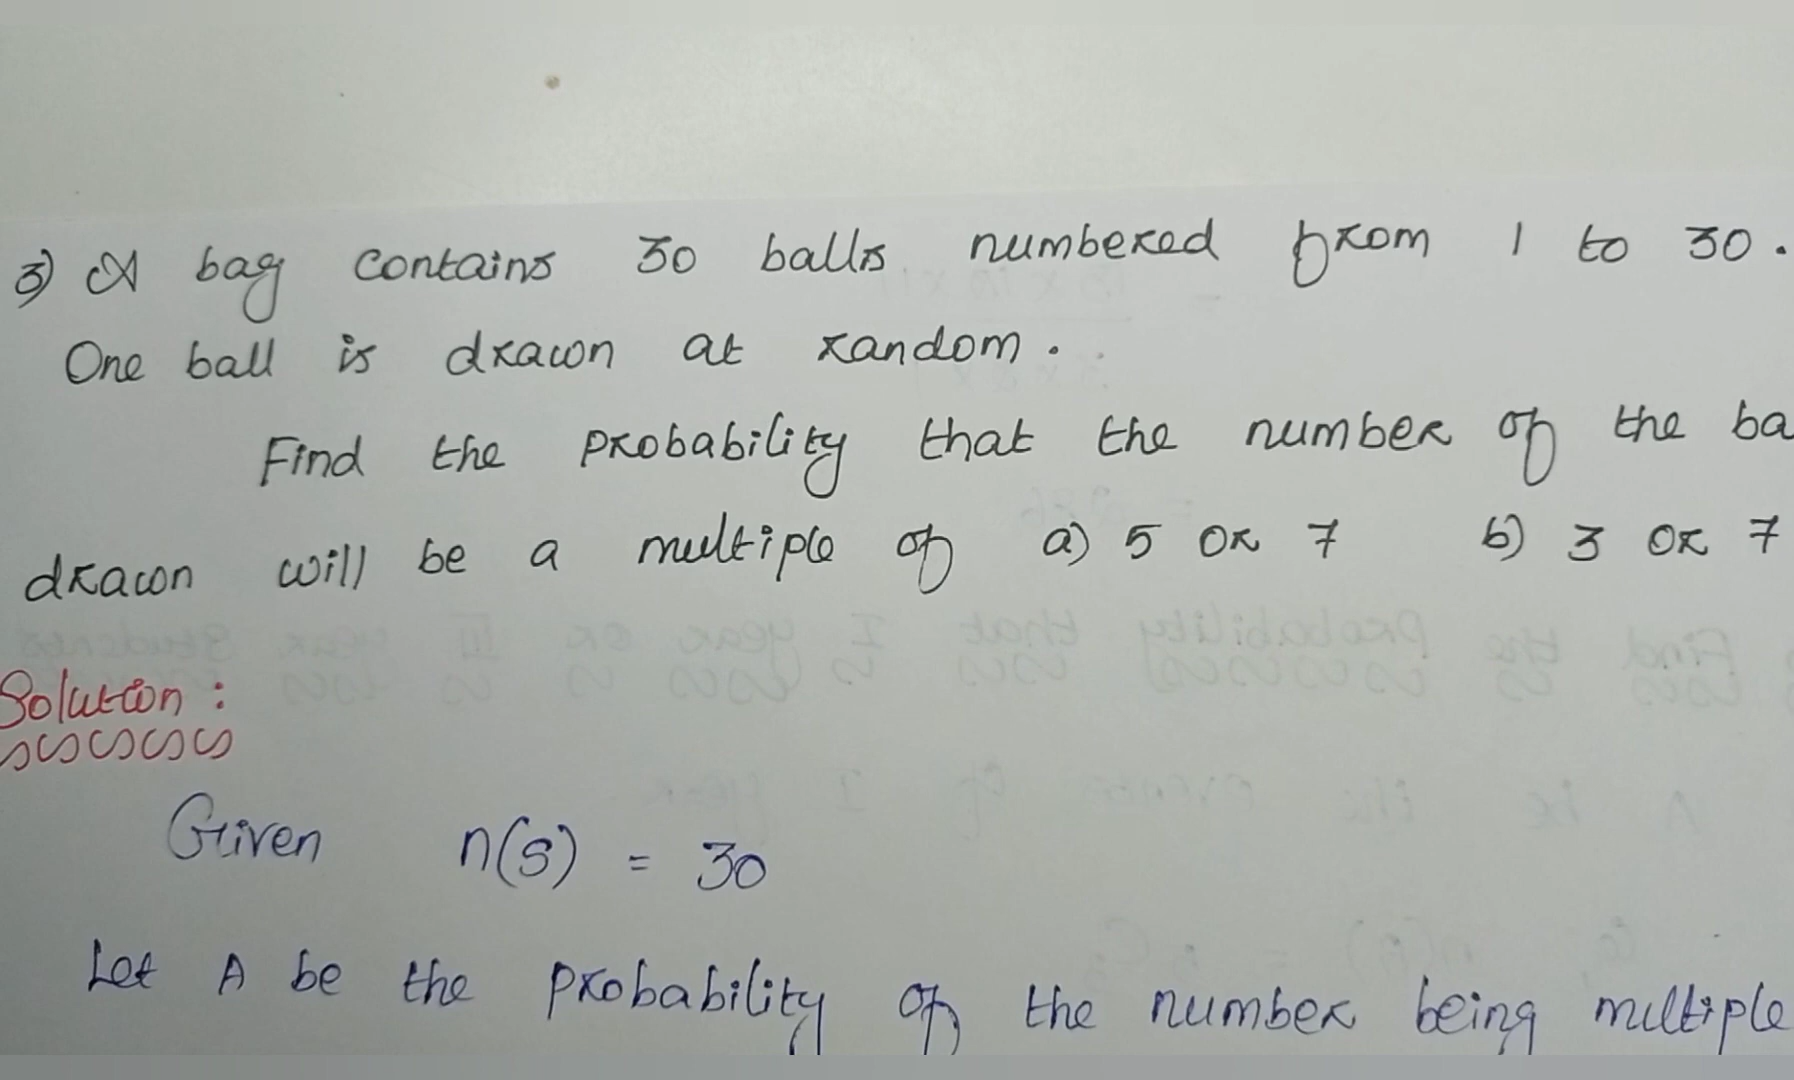 3) A bag contains 30 balls numbered from 1 to 30.
One ball is drawn at random.
Find the probability that the number of the ba
drawn will be a multiple of a) 5 or 7 b) 3 or 7
Solution :
Given n(S) = 30
Let A be the probability of the number being multiple